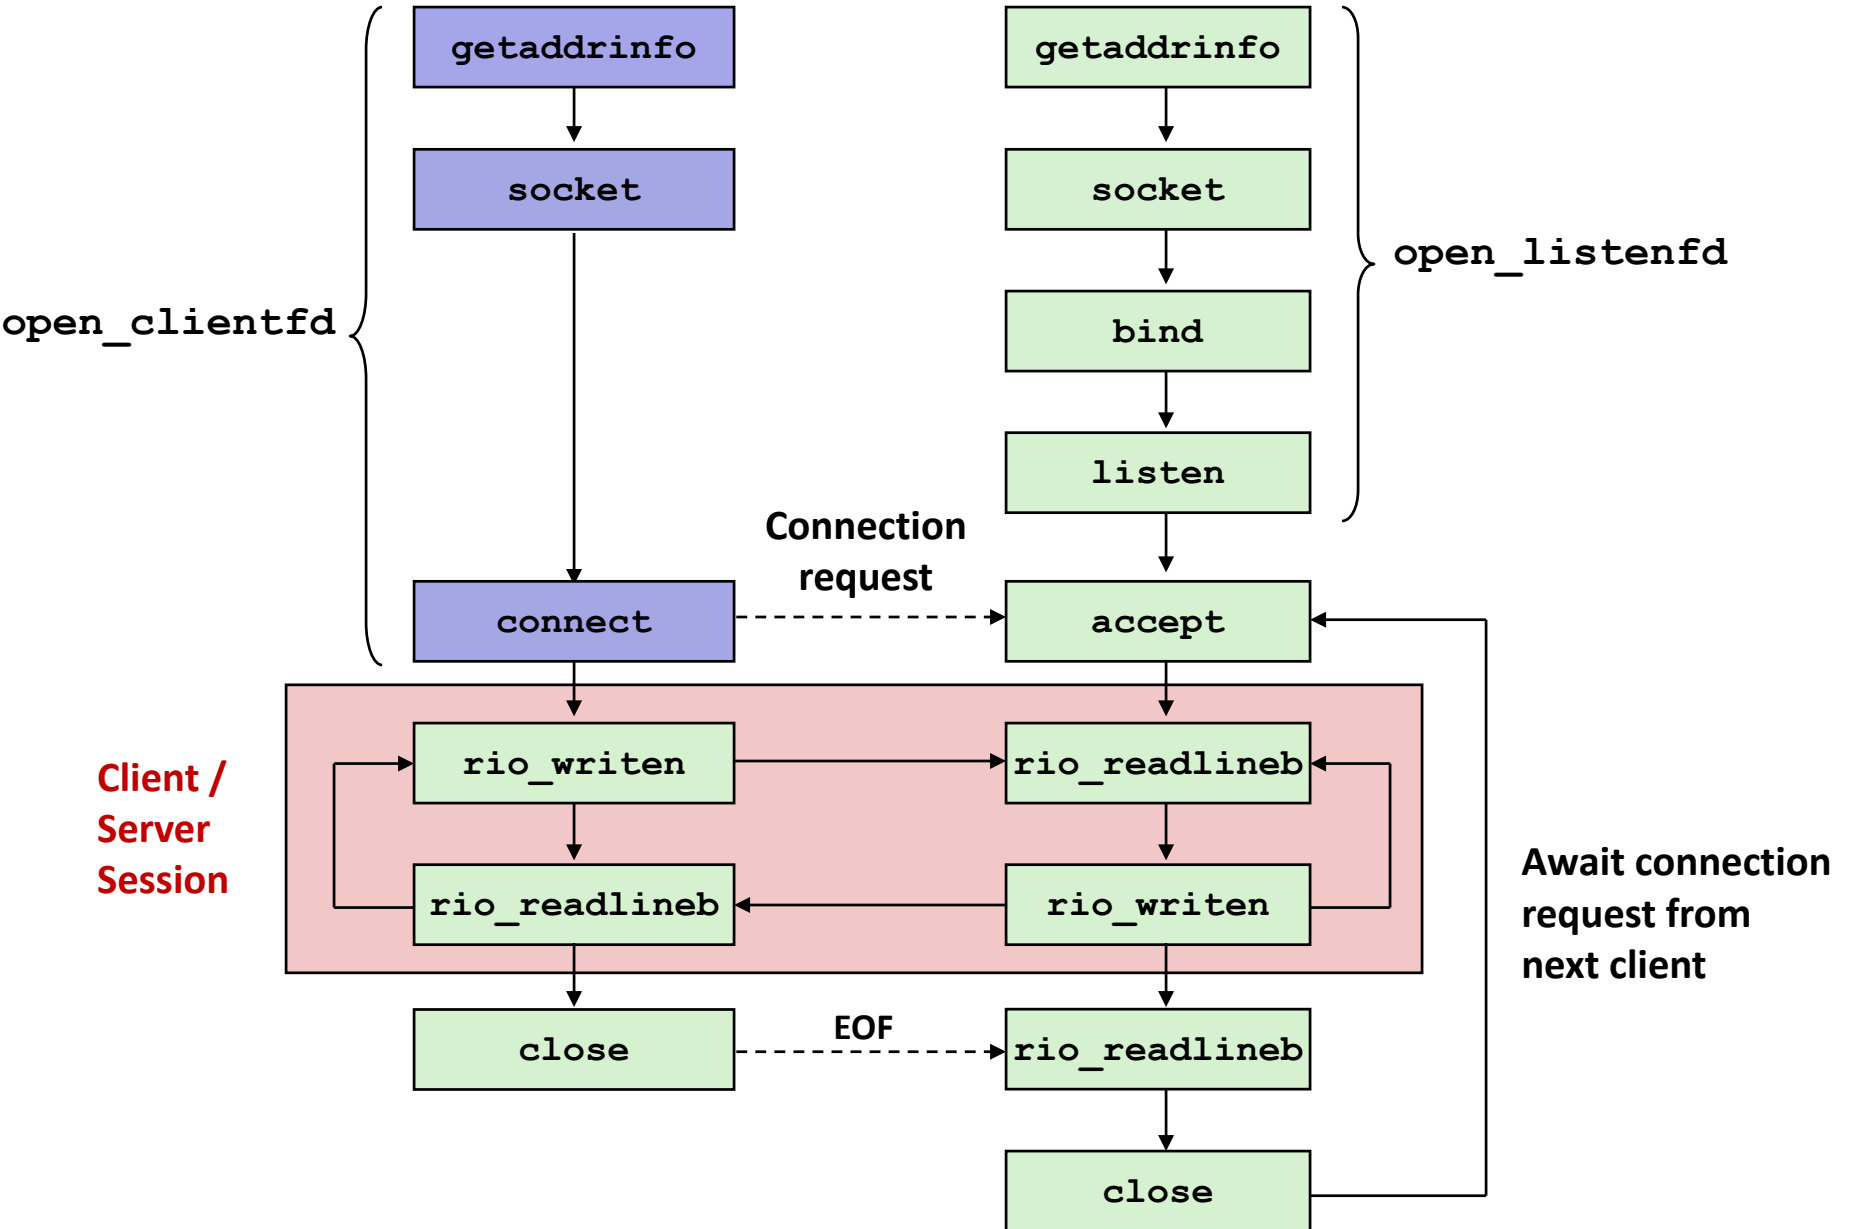 getaddrinfo
getaddrinfo
socket
socket
open_listenfd
open_clientfd
bind
listen
Connection
request
connect
accept
Client /
Server
Session
rio_writen
rio_readlineb
rio_readlineb
rio_writen
Await connection
request from
next client
close
EOF
rio_readlineb
close